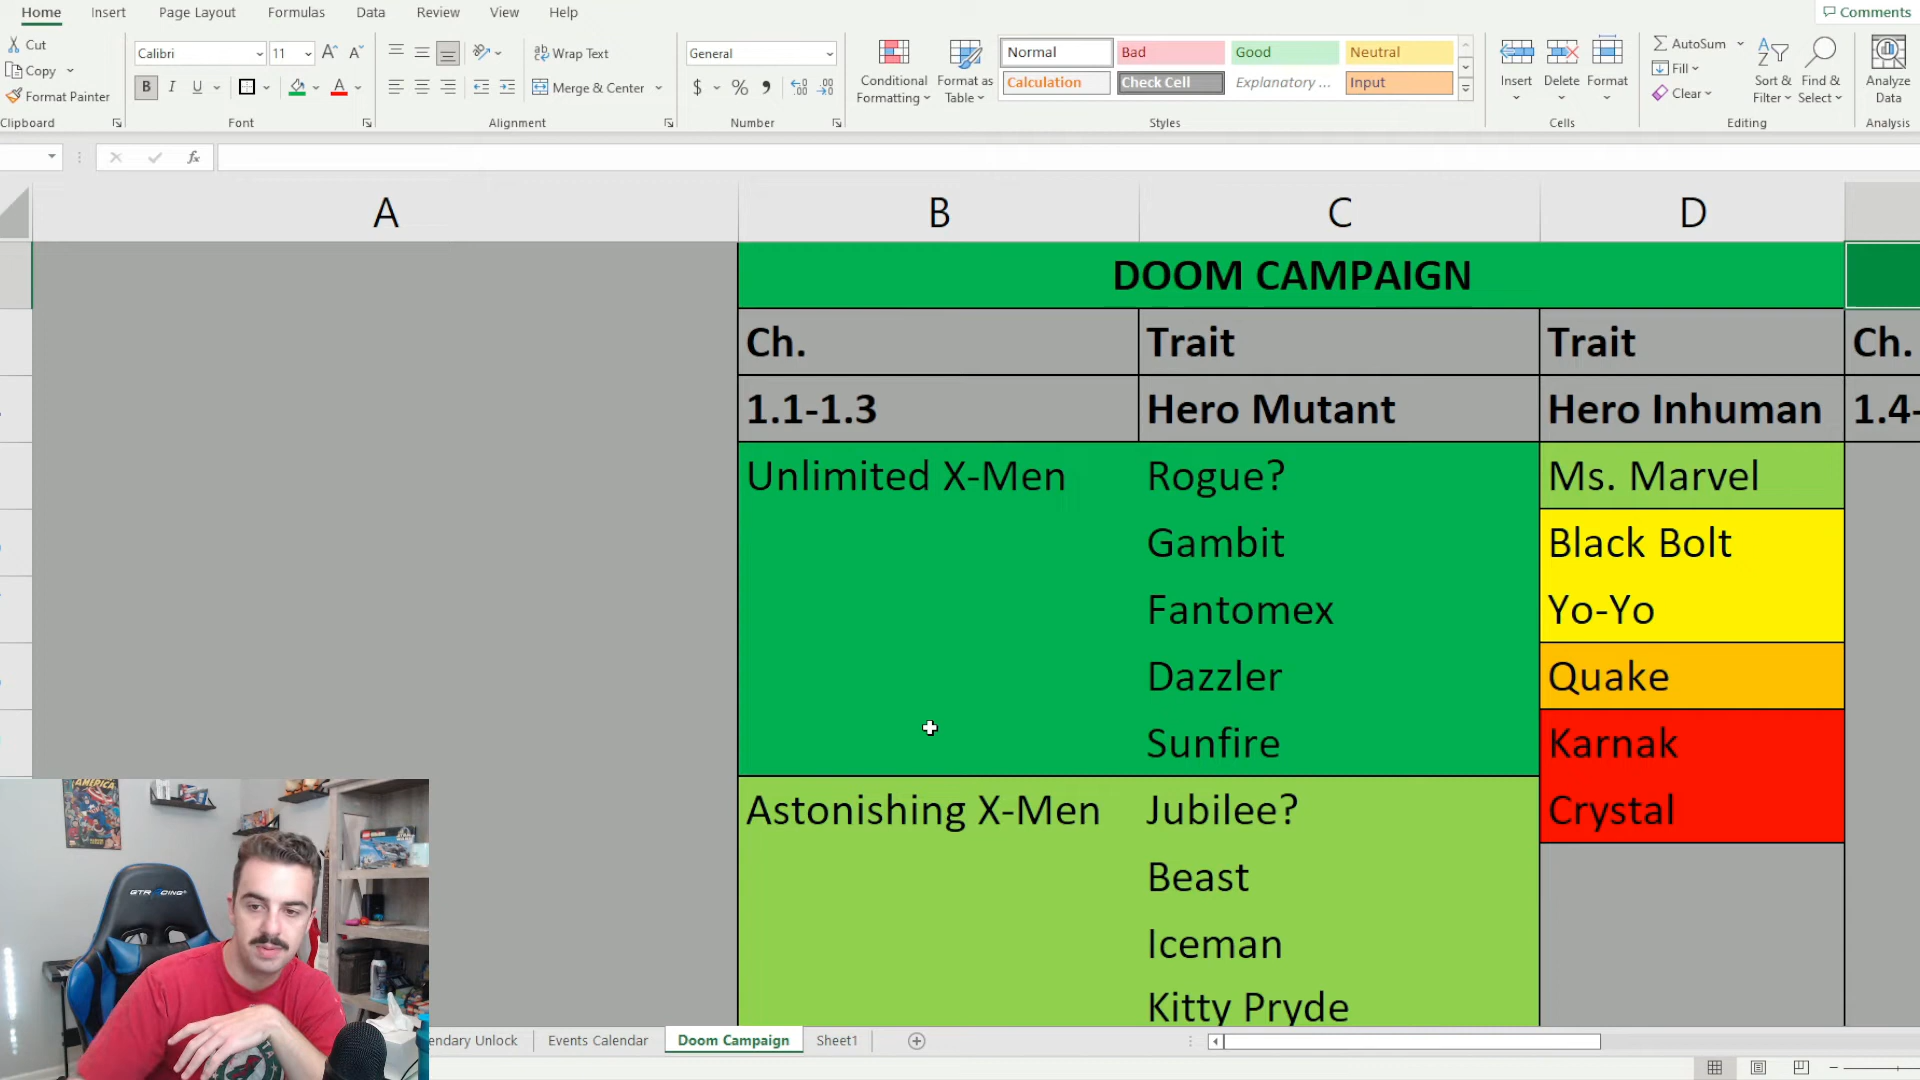 Home Insert Page Layout Formulas Data Review View Help Comments
Cut
Copy
Format Painter
Clipboard
Calibri 11
B I U
Font
Wrap Text
Merge & Center
Alignment
General
$ % ,
Number
Conditional Formatting
Format as Table
Normal Bad Good Neutral
Calculation Check Cell Explanatory ... Input
Styles
Insert Delete Format
Cells
AutoSum
Fill
Clear
Sort & Filter
Find & Select
Editing
Analyze Data
Analysis
fx
A B C D
DOOM CAMPAIGN
Ch. Trait Trait Ch.
1.1-1.3 Hero Mutant Hero Inhuman 1.4-
Unlimited X-Men Rogue? Ms. Marvel
Gambit Black Bolt
Fantomex Yo-Yo
Dazzler Quake
Sunfire Karnak
Astonishing X-Men Jubilee? Crystal
Beast
Iceman
Kitty Pryde
endary Unlock Events Calendar Doom Campaign Sheet1